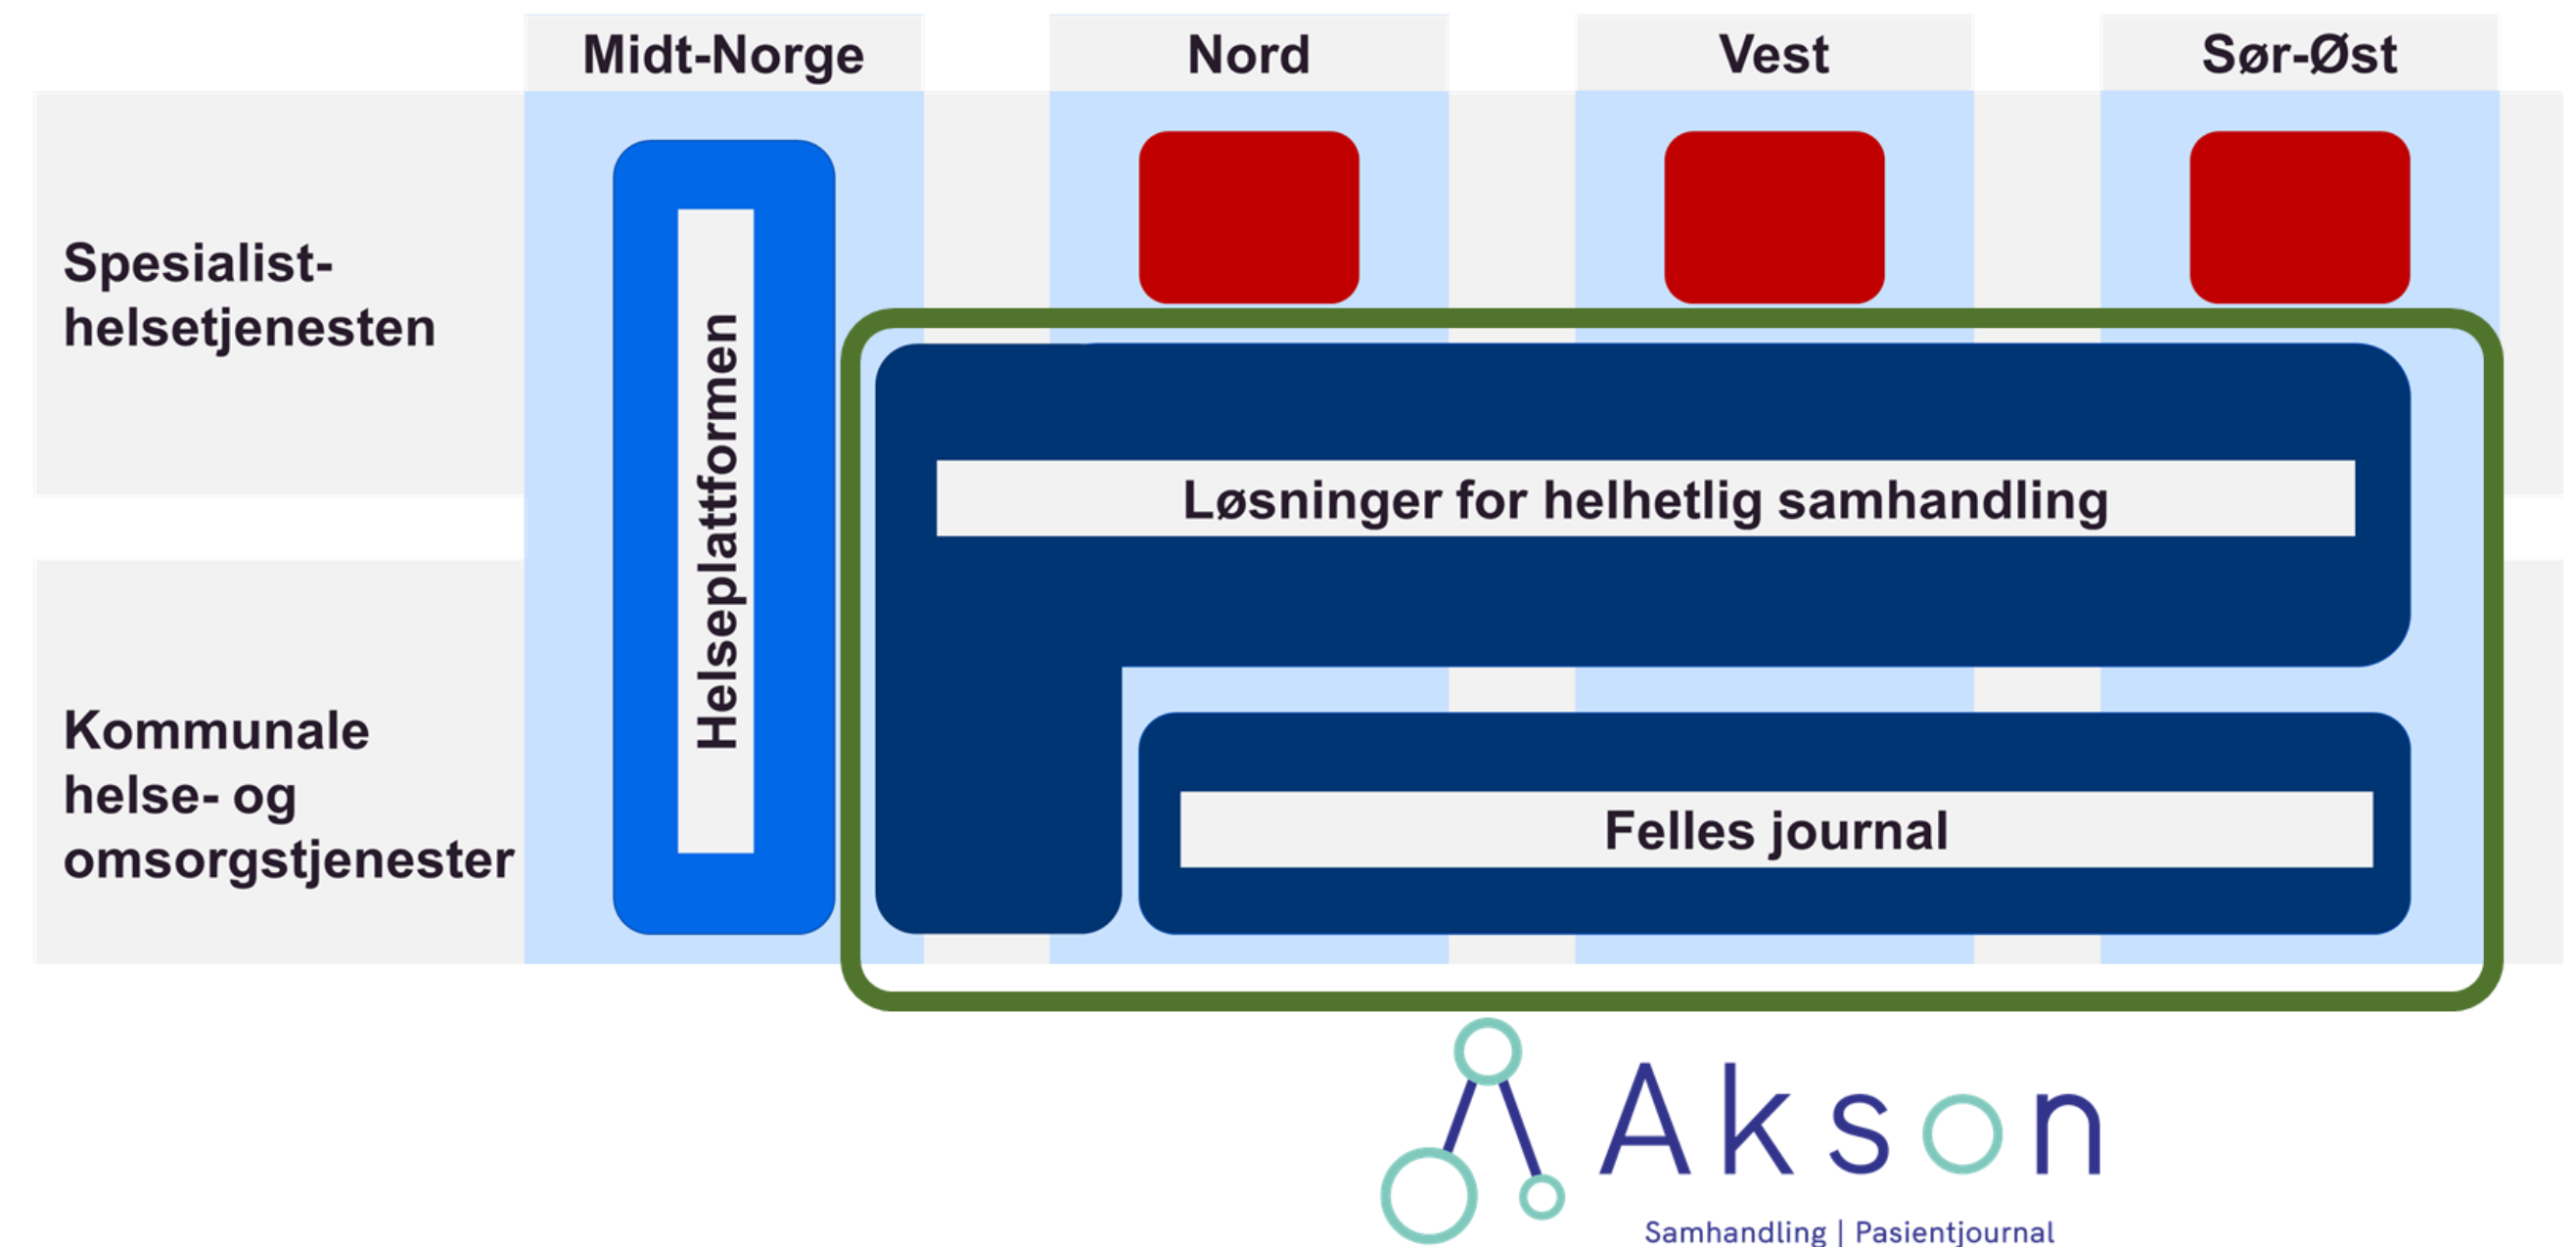 Midt-Norge
Nord
Vest
Sør-Øst
Spesialist-
helsetjenesten
Helseplattformen
Løsninger for helhetlig samhandling
Kommunale
helse- og
omsorgstjenester
Felles journal
Akson
Samhandling | Pasientjournal